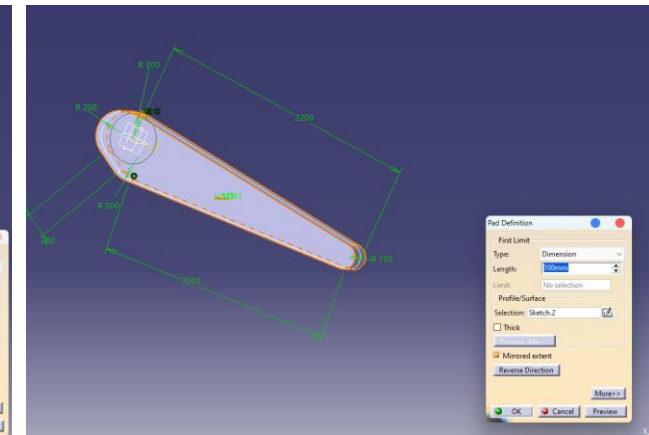 R 200
R 200
2200
R 200
200
2000
R 100
Pad Definition
First Limit
Type: Dimension
Length: 100mm
Limit: No selection
Profile/Surface
Selection: Sketch.2
Thick
Mirrored extent
Reverse Direction
More>>
OK Cancel Preview